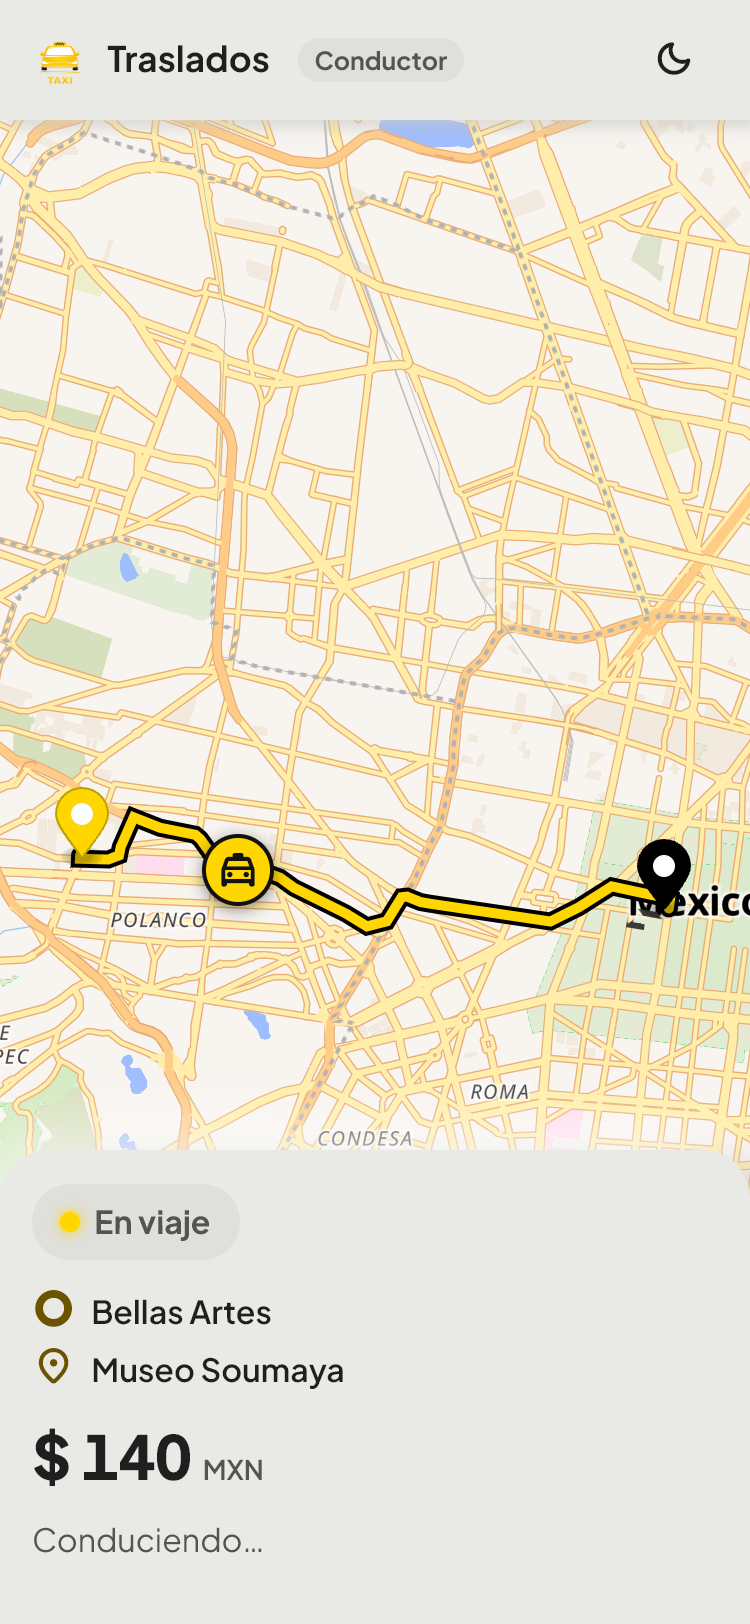 TAXI
Traslados
Conductor
POLANCO
ROMA
CONDESA
En viaje
Bellas Artes
Museo Soumaya
$ 140 MXN
Conduciendo...